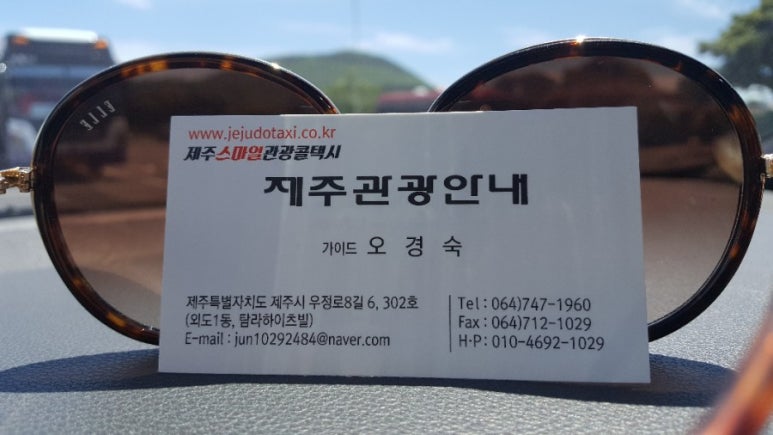 ELLE
www.jejudotaxi.co.kr
제주스마일관광콜택시
제주관광안내
가이드 오 경 숙
제주특별자치도 제주시 우정로8길 6, 302호
(외도1동, 탐라하이츠빌)
E-mail : jun10292484@naver.com
Tel : 064)747-1960
Fax : 064)712-1029
H·P: 010-4692-1029